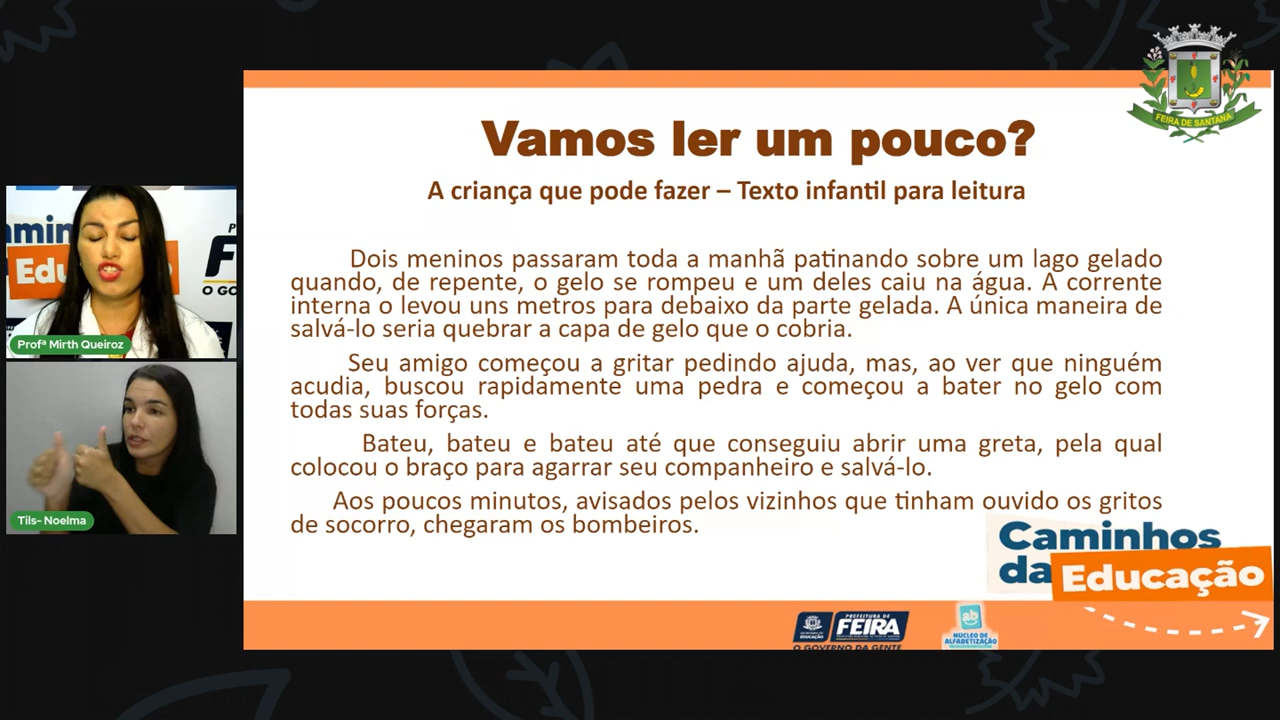 FEIRA DE SANTANA
Vamos ler um pouco?
A criança que pode fazer – Texto infantil para leitura
Dois meninos passaram toda a manhã patinando sobre um lago gelado
quando, de repente, o gelo se rompeu e um deles caiu na água. A corrente
interna o levou uns metros para debaixo da parte gelada. A única maneira de
salvá-lo seria quebrar a capa de gelo que o cobria.
Seu amigo começou a gritar pedindo ajuda, mas, ao ver que ninguém
acudia, buscou rapidamente uma pedra e começou a bater no gelo com
todas suas forças.
Bateu, bateu e bateu até que conseguiu abrir uma greta, pela qual
colocou o braço para agarrar seu companheiro e salvá-lo.
Aos poucos minutos, avisados pelos vizinhos que tinham ouvido os gritos
de socorro, chegaram os bombeiros.
Profª Mirth Queiroz
Tils- Noelma
Caminhos
da Educação
PREFEITURA DE
FEIRA
O GOVERNO DA GENTE
ab
NÚCLEO DE
ALFABETIZAÇÃO